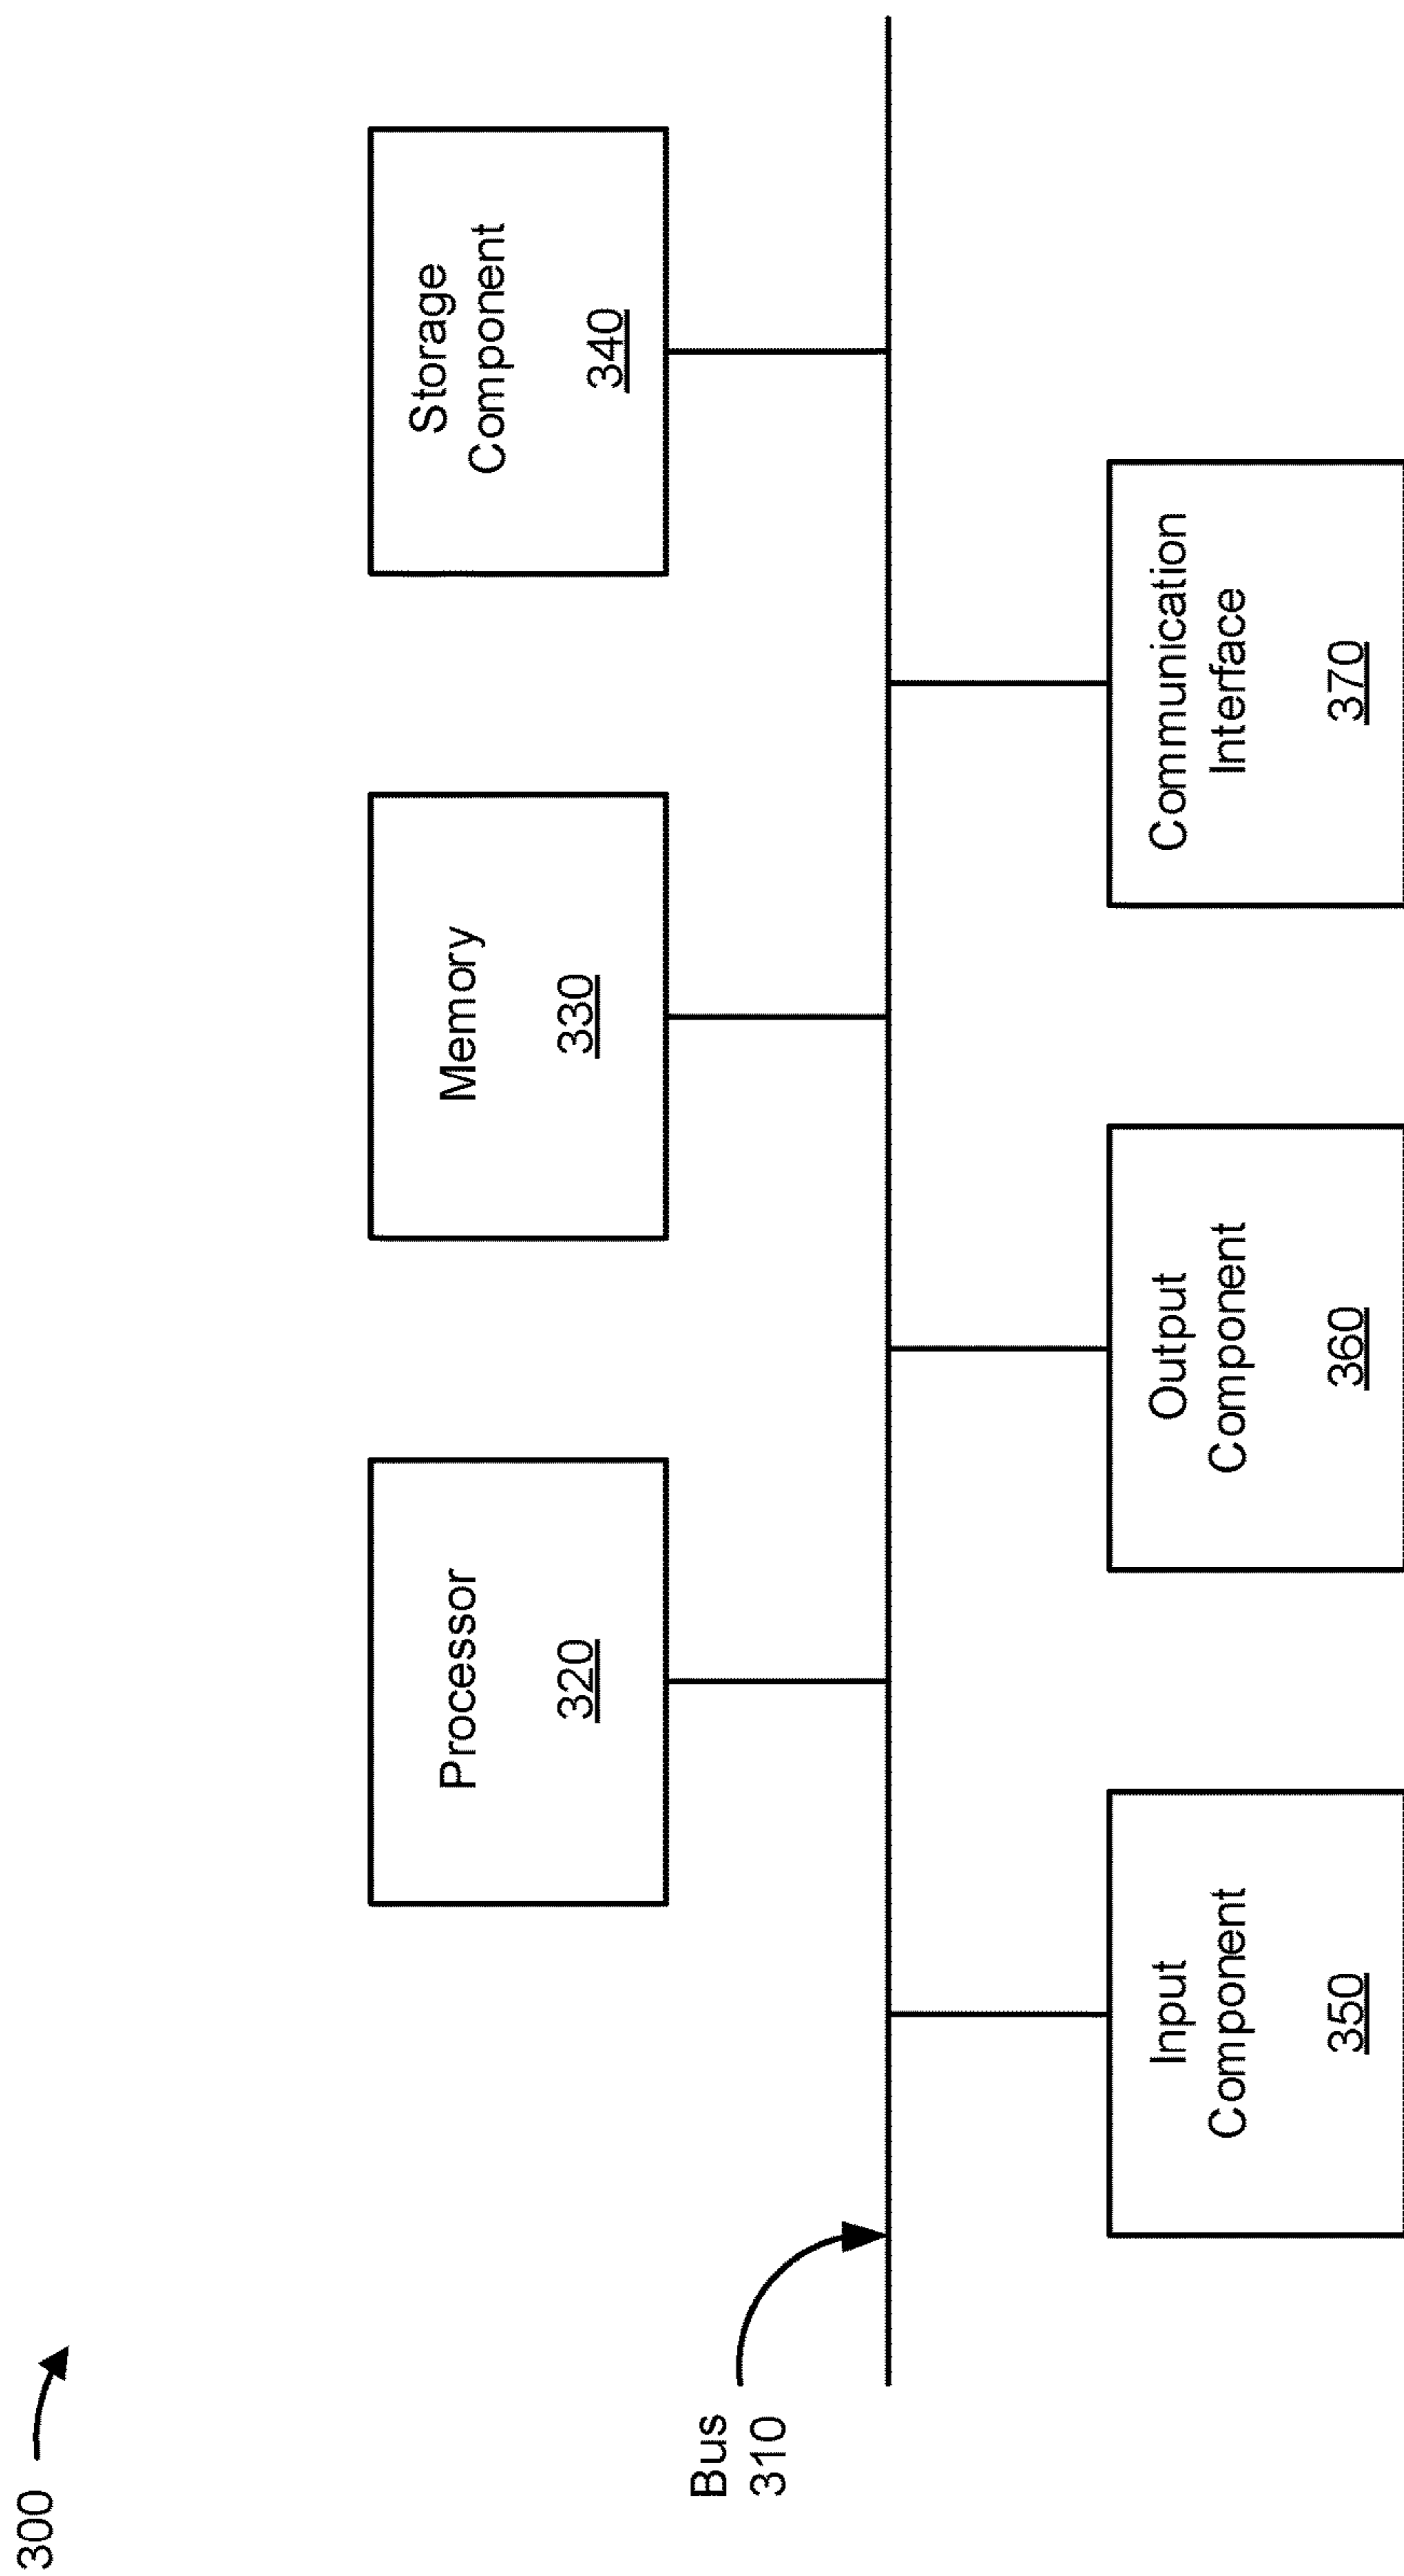 300
Processor
320
Memory
330
Storage
Component
340
Bus
310
Input
Component
350
Output
Component
360
Communication
Interface
370